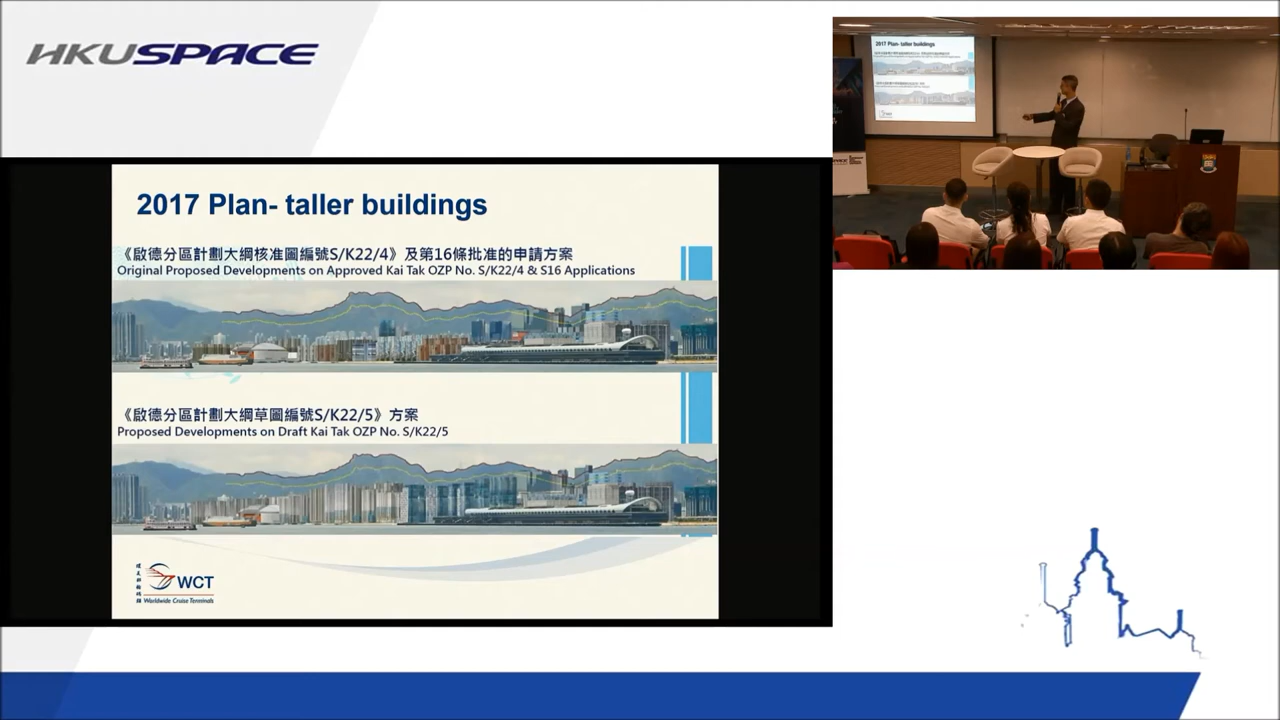 HKUSPACE
2017 Plan- taller buildings
《啟德分區計劃大綱核准圖編號S/K22/4》及第16條批准的申請方案
Original Proposed Developments on Approved Kai Tak OZP No. S/K22/4 & S16 Applications
《啟德分區計劃大綱草圖編號S/K22/5》方案
Proposed Developments on Draft Kai Tak OZP No. S/K22/5
WCT
Worldwide Cruise Terminals
2017 Plan- taller buildings